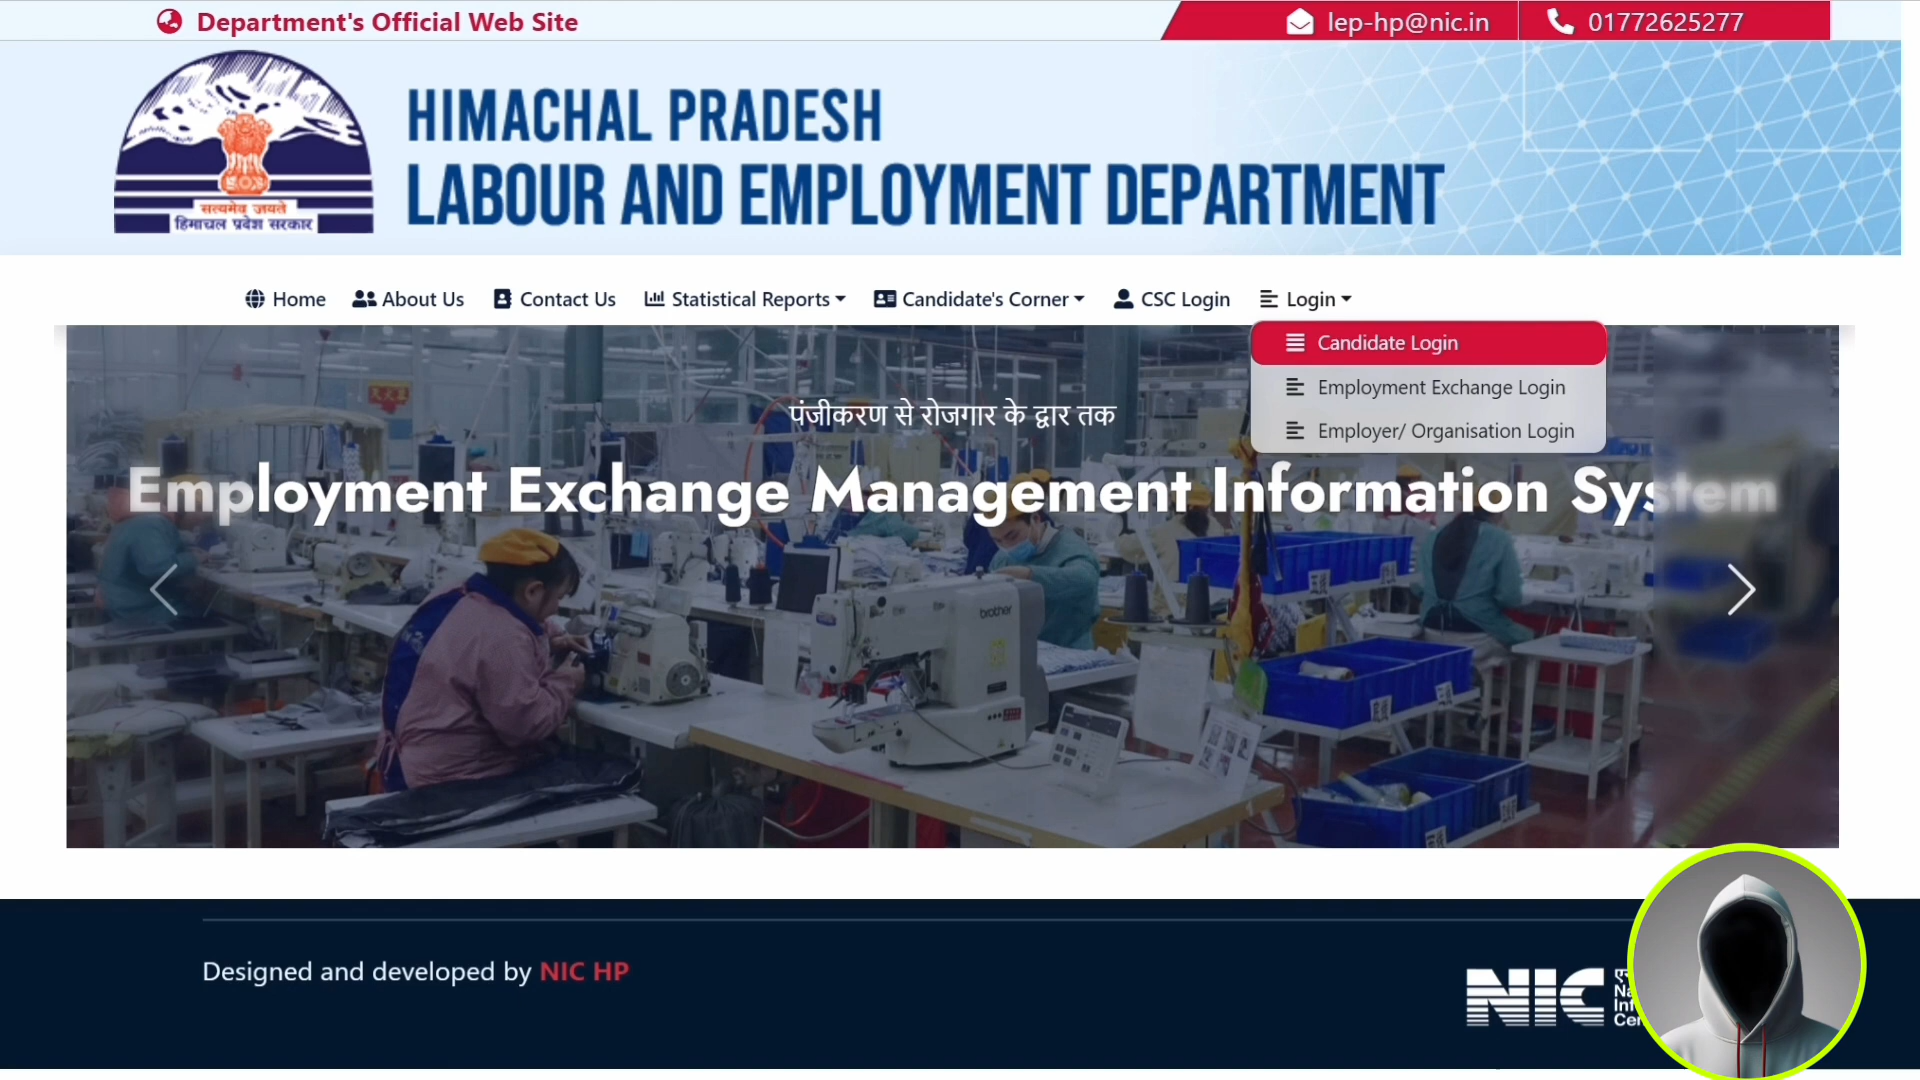 Department's Official Web Site
lep-hp@nic.in
01772625277
HIMACHAL PRADESH
LABOUR AND EMPLOYMENT DEPARTMENT
सत्यमेव जयते
हिमाचल प्रदेश सरकार
Home
About Us
Contact Us
Statistical Reports
Candidate's Corner
CSC Login
Login
Candidate Login
Employment Exchange Login
Employer/ Organisation Login
पंजीकरण से रोजगार के द्वार तक
Employment Exchange Management Information System
brother
Designed and developed by NIC HP
NIC